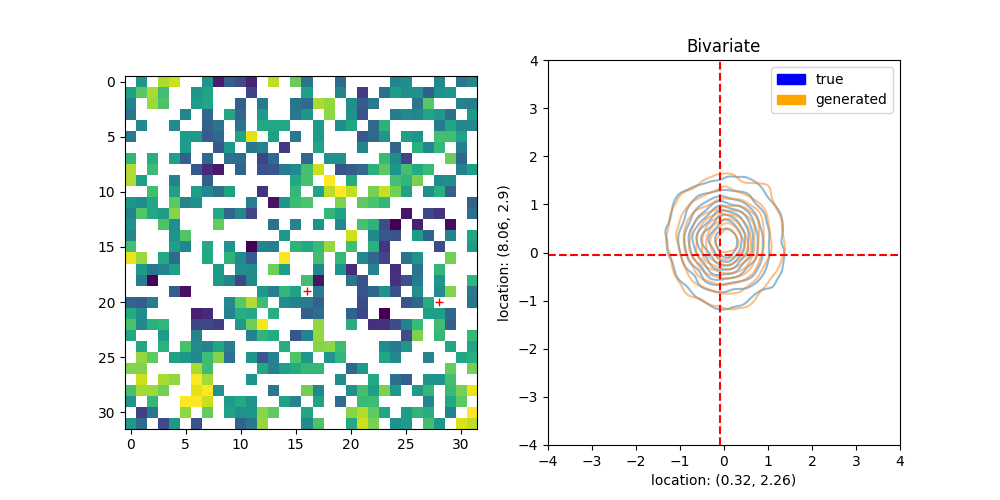 Bivariate
true
generated
0
5
10
15
20
25
30
0 5 10 15 20 25 30
4
3
2
1
0
−1
−2
−3
−4
−4 −3 −2 −1 0 1 2 3 4
location: (8.06, 2.9)
location: (0.32, 2.26)